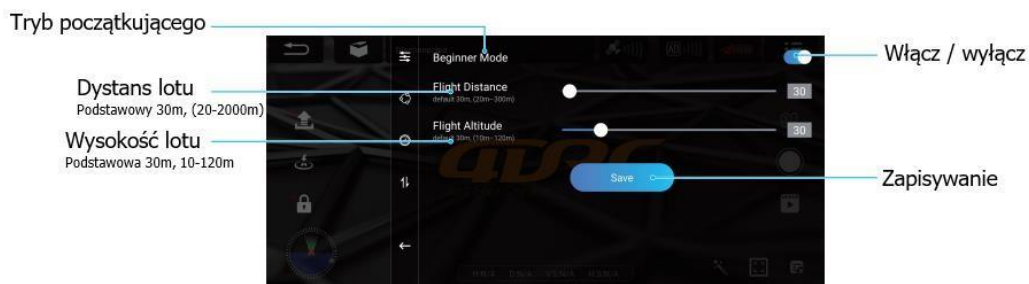 Tryb początkującego
Beginner Mode
Włącz / wyłącz
Dystans lotu
Podstawowy 30m, (20-2000m)
Flight Distance
default 30m, (20m~300m)
30
Wysokość lotu
Podstawowa 30m, 10-120m
Flight Altitude
default 30m, (10m~120m)
30
4DRC
Save
Zapisywanie
H:N/A D:N/A V.S:N/A H.S:N/A